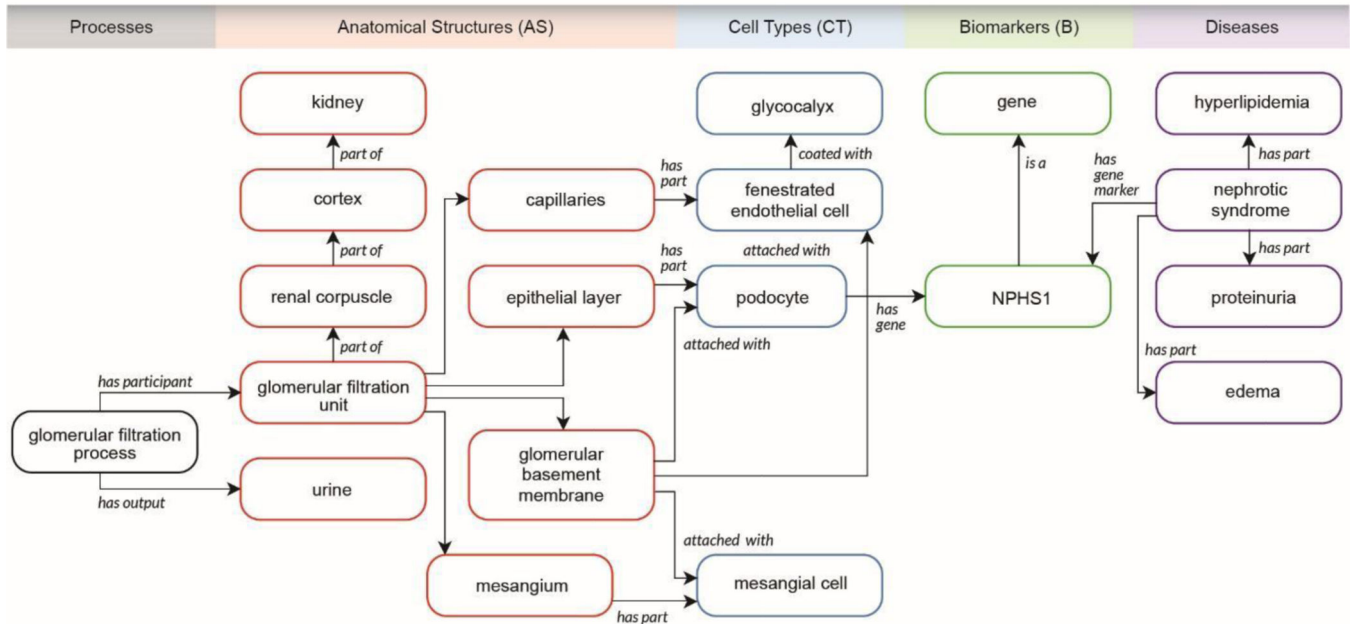 Processes
Anatomical Structures (AS)
Cell Types (CT)
Biomarkers (B)
Diseases
kidney
glycocalyx
gene
hyperlipidemia
part of
coated with
has part
has
part
is a
has
gene
marker
cortex
capillaries
fenestrated
endothelial cell
nephrotic
syndrome
part of
has
part
attached with
has part
renal corpuscle
epithelial layer
podocyte
has
gene
NPHS1
proteinuria
part of
attached with
has part
has participant
glomerular filtration
unit
edema
glomerular filtration
process
glomerular
basement
membrane
has output
urine
attached with
mesangium
mesangial cell
has part